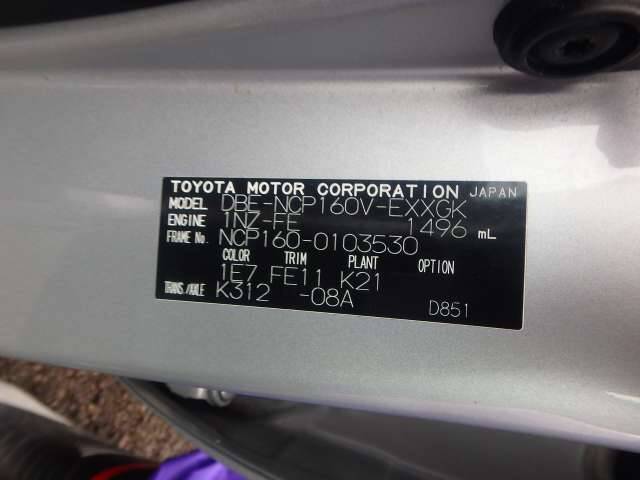 TOYOTA MOTOR CORPORATION JAPAN
MODEL DBE-NCP160V-EXXGK
ENGINE 1NZ-FE 1496 mL
FRAME No. NCP160-0103530
COLOR TRIM PLANT OPTION
1E7 FE11 K21
TRANS./AXLE K312 -08A
D851